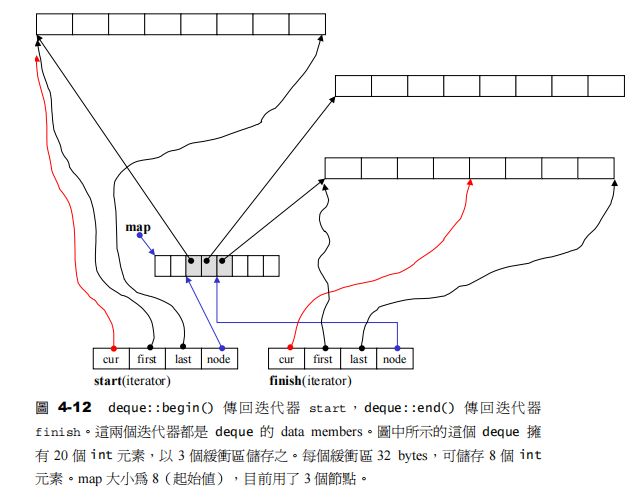 map
cur first last node
start(iterator)
cur first last node
finish(iterator)
圖 4-12 deque::begin() 傳回迭代器 start，deque::end() 傳回迭代器
finish。這兩個迭代器都是 deque 的 data members。圖中所示的這個 deque 擁
有 20 個 int 元素，以 3 個緩衝區儲存之。每個緩衝區 32 bytes，可儲存 8 個 int
元素。map 大小爲 8（起始值），目前用了 3 個節點。